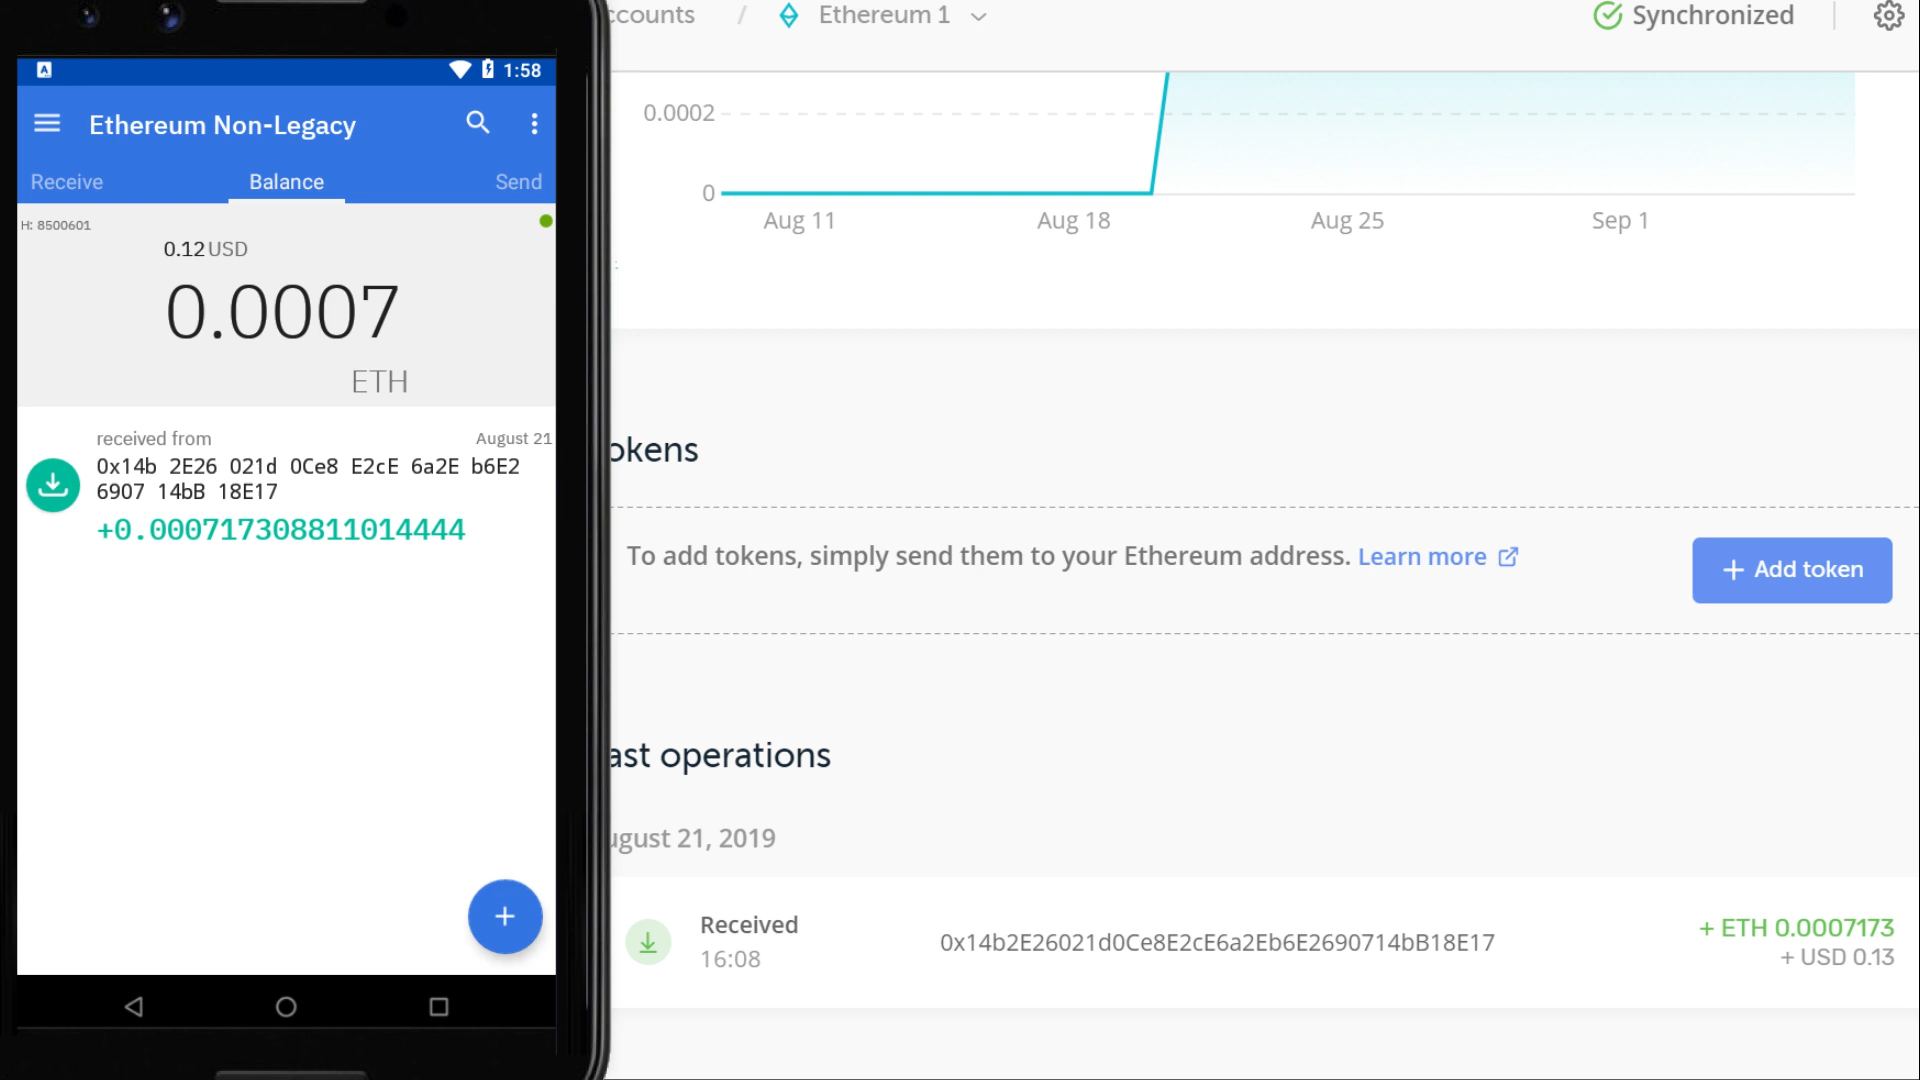 1:58
Ethereum Non-Legacy
Receive Balance Send
H: 8500601
0.12 USD
0.0007
ETH
received from August 21
0x14b 2E26 021d 0Ce8 E2cE 6a2E b6E2
6907 14bB 18E17
+0.000717308811014444
ccounts / Ethereum 1
Synchronized
0.0002
0
Aug 11 Aug 18 Aug 25 Sep 1
okens
To add tokens, simply send them to your Ethereum address. Learn more
+ Add token
ast operations
ugust 21, 2019
Received
16:08
0x14b2E26021d0Ce8E2cE6a2Eb6E2690714bB18E17
+ ETH 0.0007173
+ USD 0.13